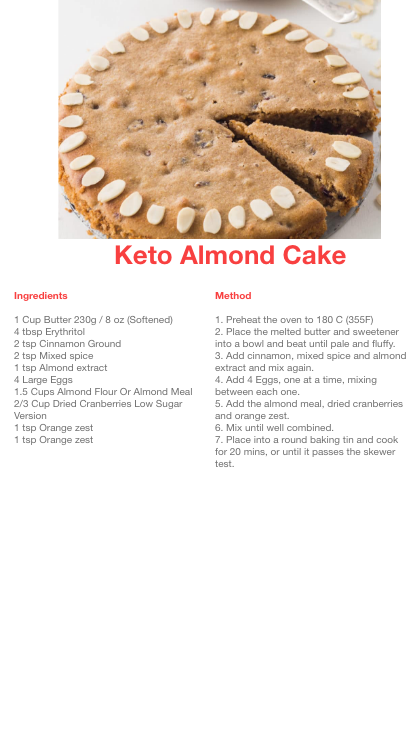 Keto Almond Cake
Ingredients
1 Cup Butter 230g / 8 oz (Softened)
4 tbsp Erythritol
2 tsp Cinnamon Ground
2 tsp Mixed spice
1 tsp Almond extract
4 Large Eggs
1.5 Cups Almond Flour Or Almond Meal
2/3 Cup Dried Cranberries Low Sugar
Version
1 tsp Orange zest
1 tsp Orange zest
Method
1. Preheat the oven to 180 C (355F)
2. Place the melted butter and sweetener
into a bowl and beat until pale and fluffy.
3. Add cinnamon, mixed spice and almond
extract and mix again.
4. Add 4 Eggs, one at a time, mixing
between each one.
5. Add the almond meal, dried cranberries
and orange zest.
6. Mix until well combined.
7. Place into a round baking tin and cook
for 20 mins, or until it passes the skewer
test.